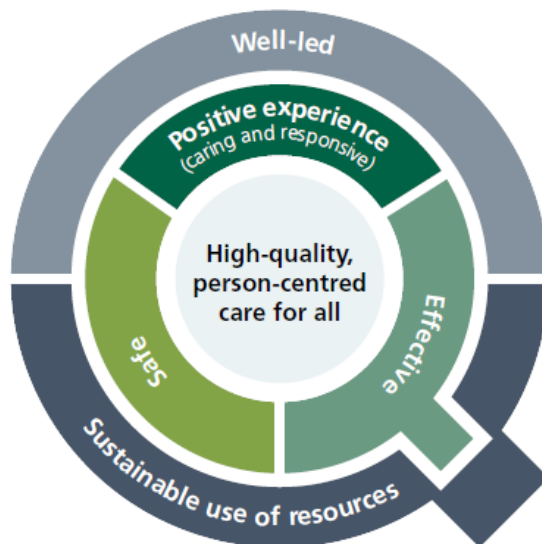 Well-led
Positive experience
(caring and responsive)
High-quality,
person-centred
care for all
Safe
Effective
Sustainable use of resources